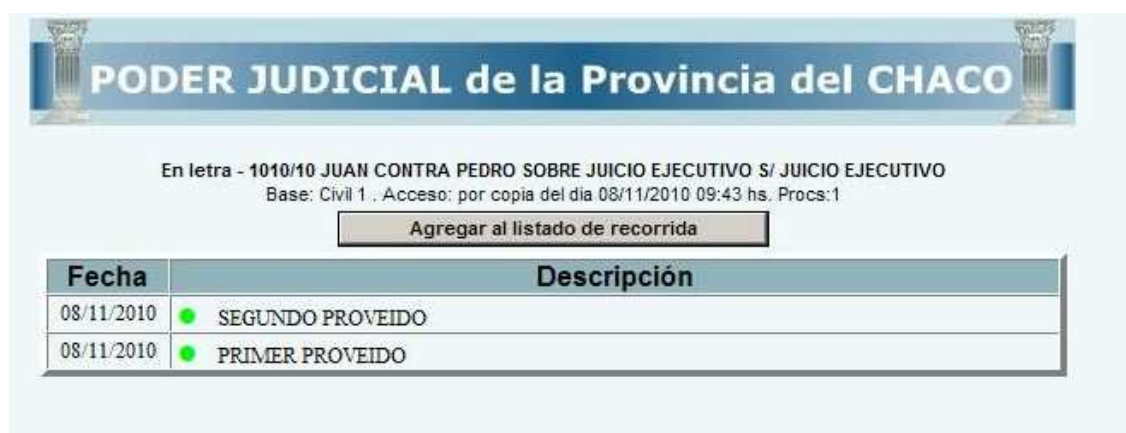 PODER JUDICIAL de la Provincia del CHACO
En letra - 1010/10 JUAN CONTRA PEDRO SOBRE JUICIO EJECUTIVO S/ JUICIO EJECUTIVO
Base: Civil 1 . Acceso: por copia del dia 08/11/2010 09:43 hs. Procs:1
Agregar al listado de recorrida
Fecha Descripción
08/11/2010 SEGUNDO PROVEIDO
08/11/2010 PRIMER PROVEIDO